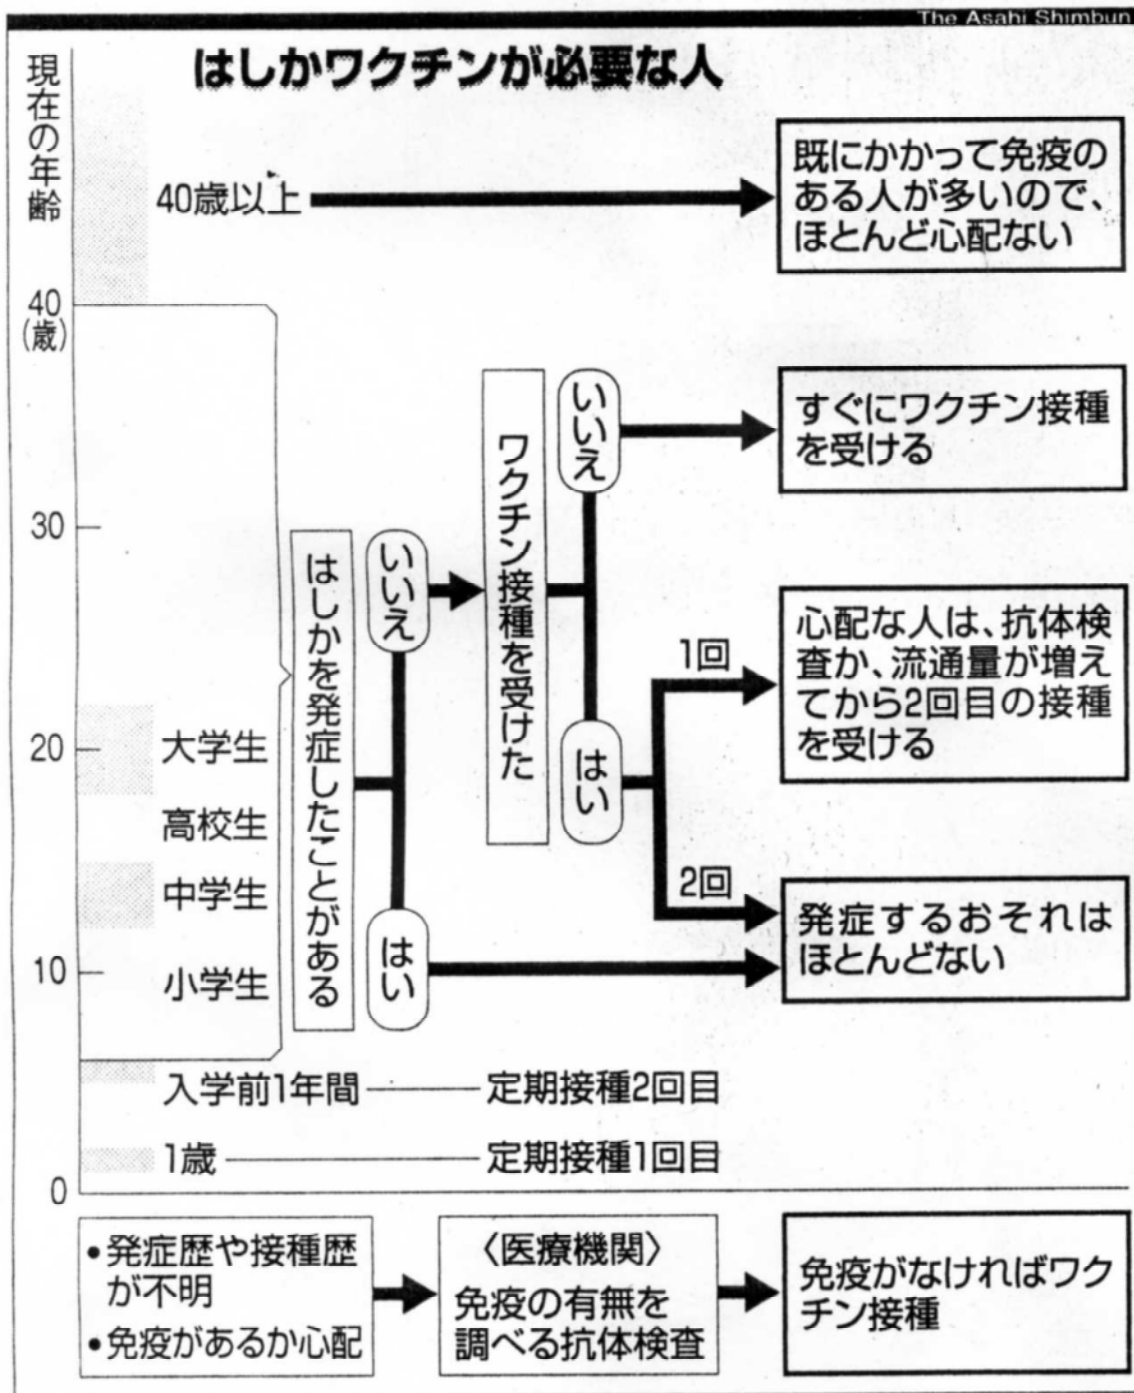 The Asahi Shimbun
はしかワクチンが必要な人
現在の年齢
40歳以上
既にかかって免疫の
ある人が多いので、
ほとんど心配ない
40
(歳)
30
20
10
0
大学生
高校生
中学生
小学生
はしかを発症したことがある
いいえ
はい
ワクチン接種を受けた
いいえ
はい
すぐにワクチン接種
を受ける
1回
心配な人は、抗体検
査か、流通量が増え
てから2回目の接種
を受ける
2回
発症するおそれは
ほとんどない
入学前1年間
定期接種2回目
1歳
定期接種1回目
•発症歴や接種歴
が不明
•免疫があるか心配
〈医療機関〉
免疫の有無を
調べる抗体検査
免疫がなければワク
チン接種